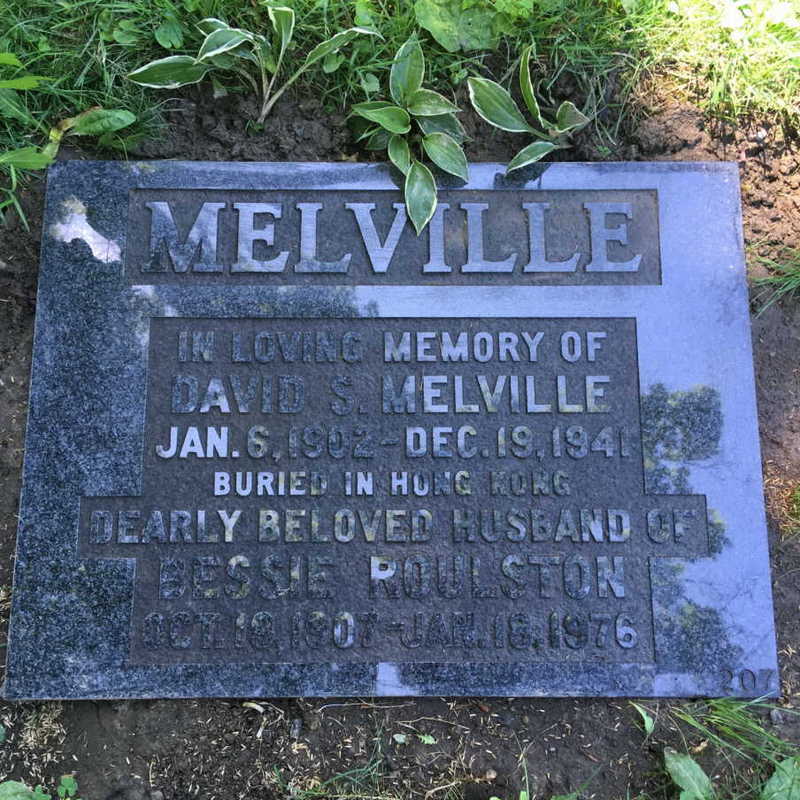 MELVILLE
IN LOVING MEMORY OF
DAVID S. MELVILLE
JAN. 6, 1902 - DEC. 19, 1941
BURIED IN HONG KONG
DEARLY BELOVED HUSBAND OF
BESSIE ROULSTON
OCT. 18, 1907 - JAN. 18, 1976
207